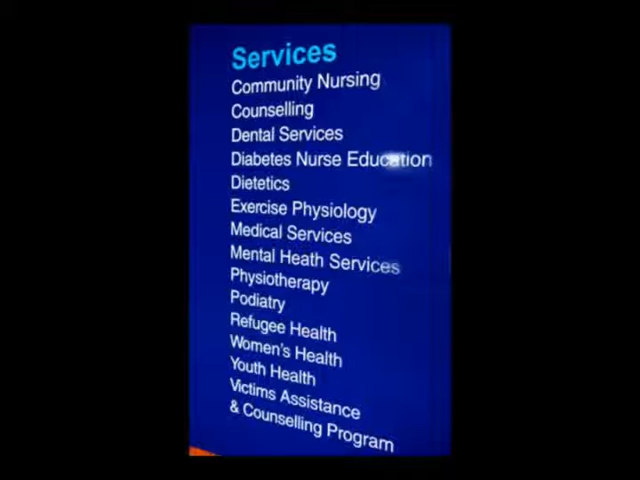 Services
Community Nursing
Counselling
Dental Services
Diabetes Nurse Education
Dietetics
Exercise Physiology
Medical Services
Mental Heath Services
Physiotherapy
Podiatry
Refugee Health
Women's Health
Youth Health
Victims Assistance
& Counselling Program